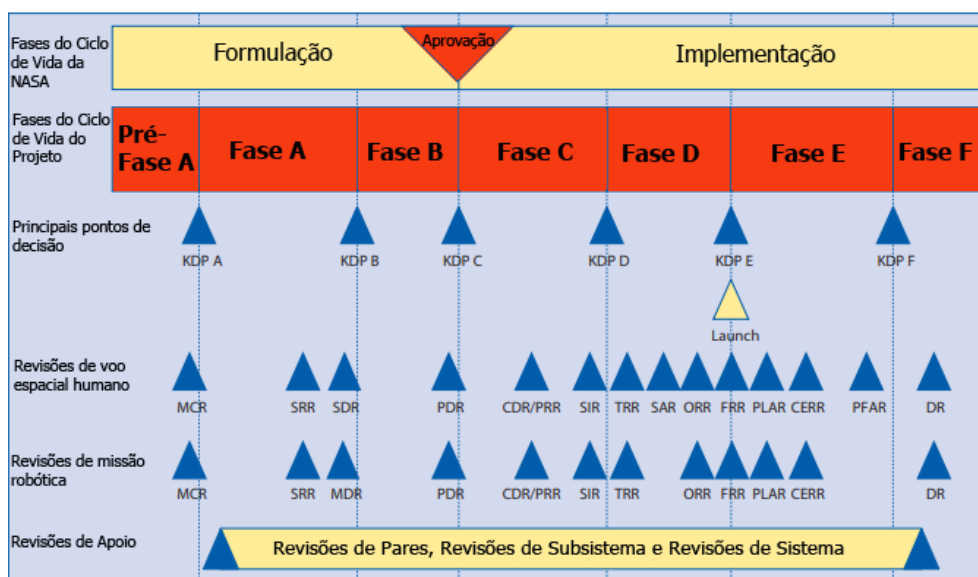 Fases do Ciclo
de Vida da
NASA
Formulação
Aprovação
Implementação
Fases do Ciclo
de Vida do
Projeto
Pré-
Fase A
Fase A
Fase B
Fase C
Fase D
Fase E
Fase F
Principais pontos de
decisão
KDP A KDP B KDP C KDP D KDP E KDP F
Launch
Revisões de voo
espacial humano
MCR SRR SDR PDR CDR/PRR SIR TRR SAR ORR FRR PLAR CERR PFAR DR
Revisões de missão
robótica
MCR SRR MDR PDR CDR/PRR SIR TRR ORR FRR PLAR CERR DR
Revisões de Apoio
Revisões de Pares, Revisões de Subsistema e Revisões de Sistema